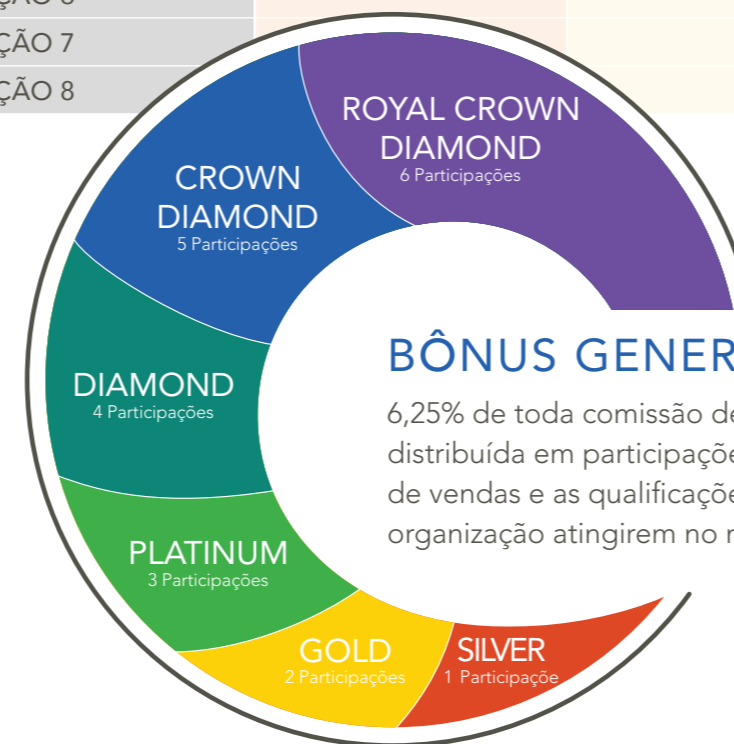 ÇÃO 7
ÇÃO 8
ROYAL CROWN
DIAMOND
6 Participações
CROWN
DIAMOND
5 Participações
DIAMOND
4 Participações
BÔNUS GENER
6,25% de toda comissão de
distribuída em participaçõe
de vendas e as qualificaçõe
organização atingirem no
PLATINUM
3 Participações
GOLD
2 Participações
SILVER
1 Participaçõe